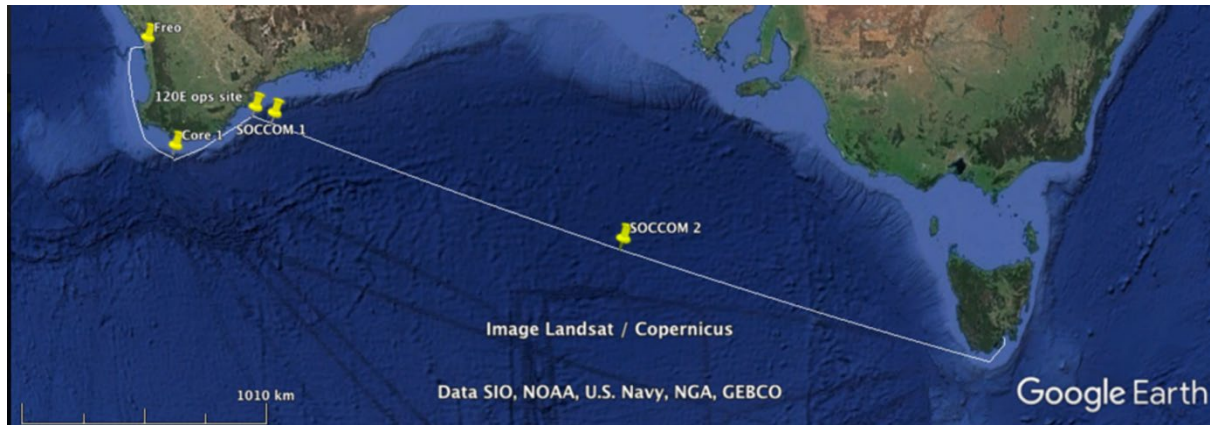 Freo
120E ops site
SOCCOM 1
Core 1
SOCCOM 2
Image Landsat / Copernicus
1010 km
Data SIO, NOAA, U.S. Navy, NGA, GEBCO
Google Earth